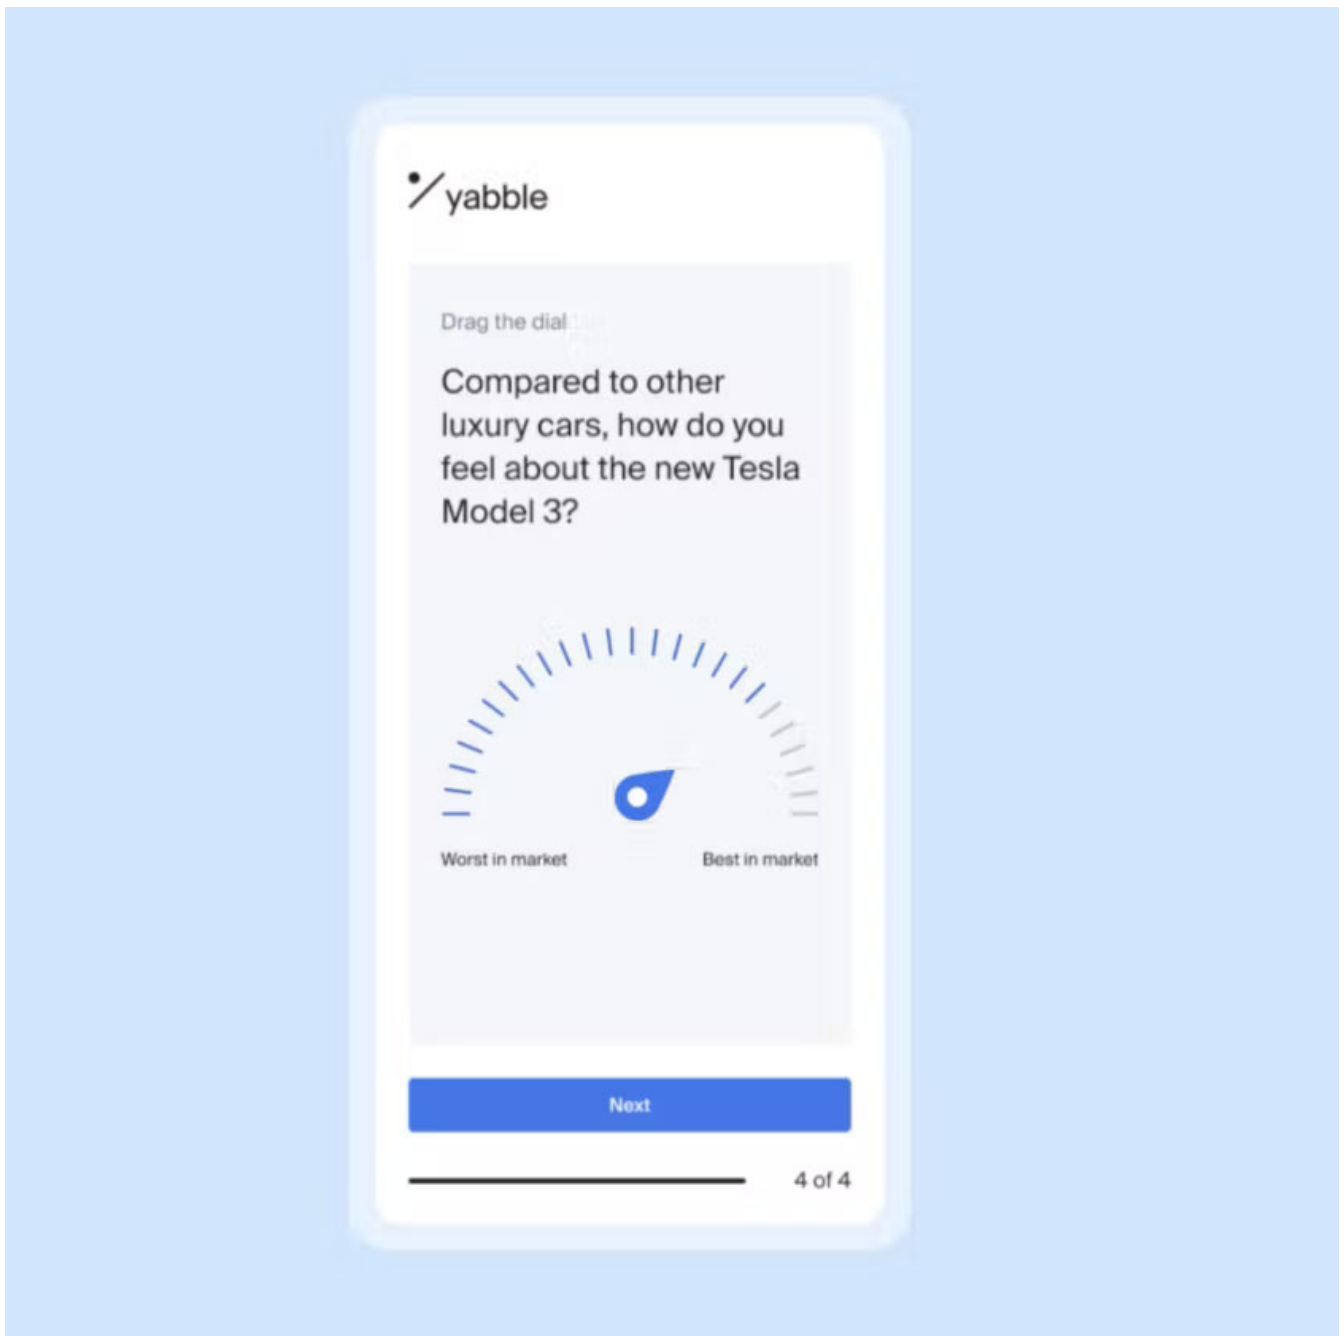 yabble
Drag the dial
Compared to other
luxury cars, how do you
feel about the new Tesla
Model 3?
Worst in market
Best in market
Next
4 of 4